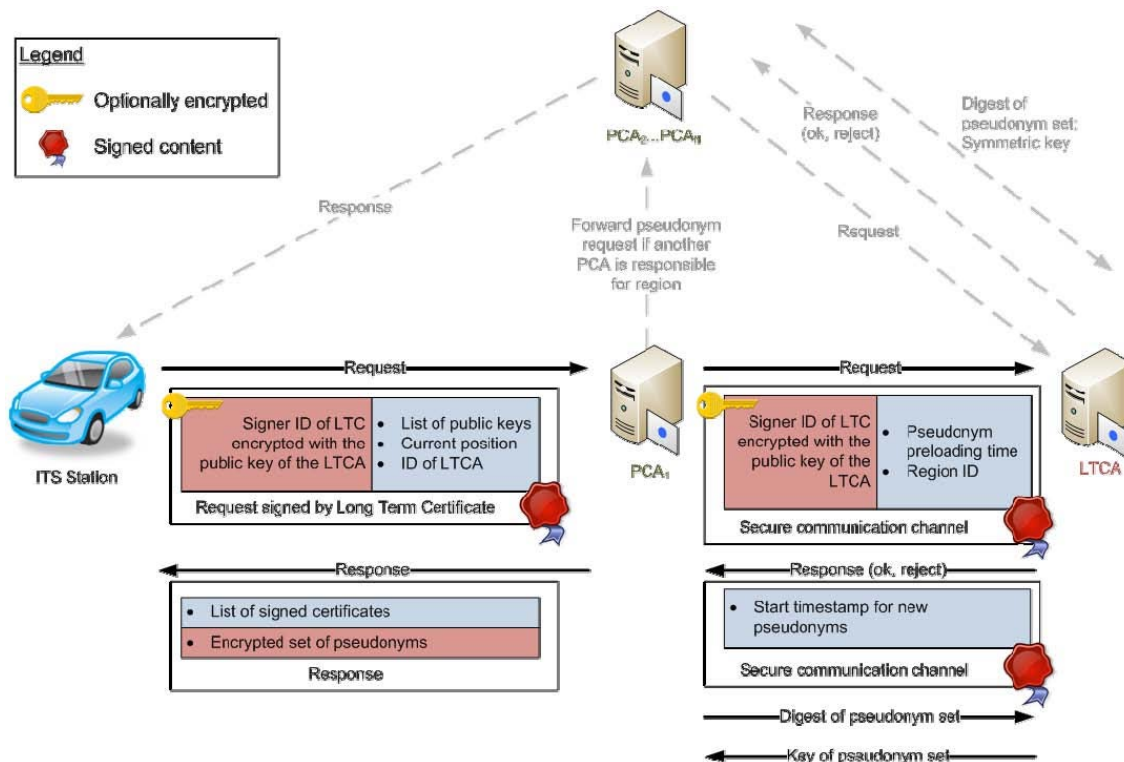 Legend
Optionally encrypted
Signed content
PCA₂...PCAₙ
Response
(ok, reject)
Digest of
pseudonym set;
Symmetric key
Response
Forward pseudonym
request if another
PCA is responsible
for region
Request
Request
Signer ID of LTC
encrypted with the
public key of the LTCA
• List of public keys
• Current position
• ID of LTCA
Request signed by Long Term Certificate
ITS Station
PCA₁
Request
Signer ID of LTC
encrypted with the
public key of the
LTCA
• Pseudonym
preloading time
• Region ID
Secure communication channel
LTCA
Response
• List of signed certificates
• Encrypted set of pseudonyms
Response
Response (ok, reject)
• Start timestamp for new
pseudonyms
Secure communication channel
Digest of pseudonym set
Key of pseudonym set